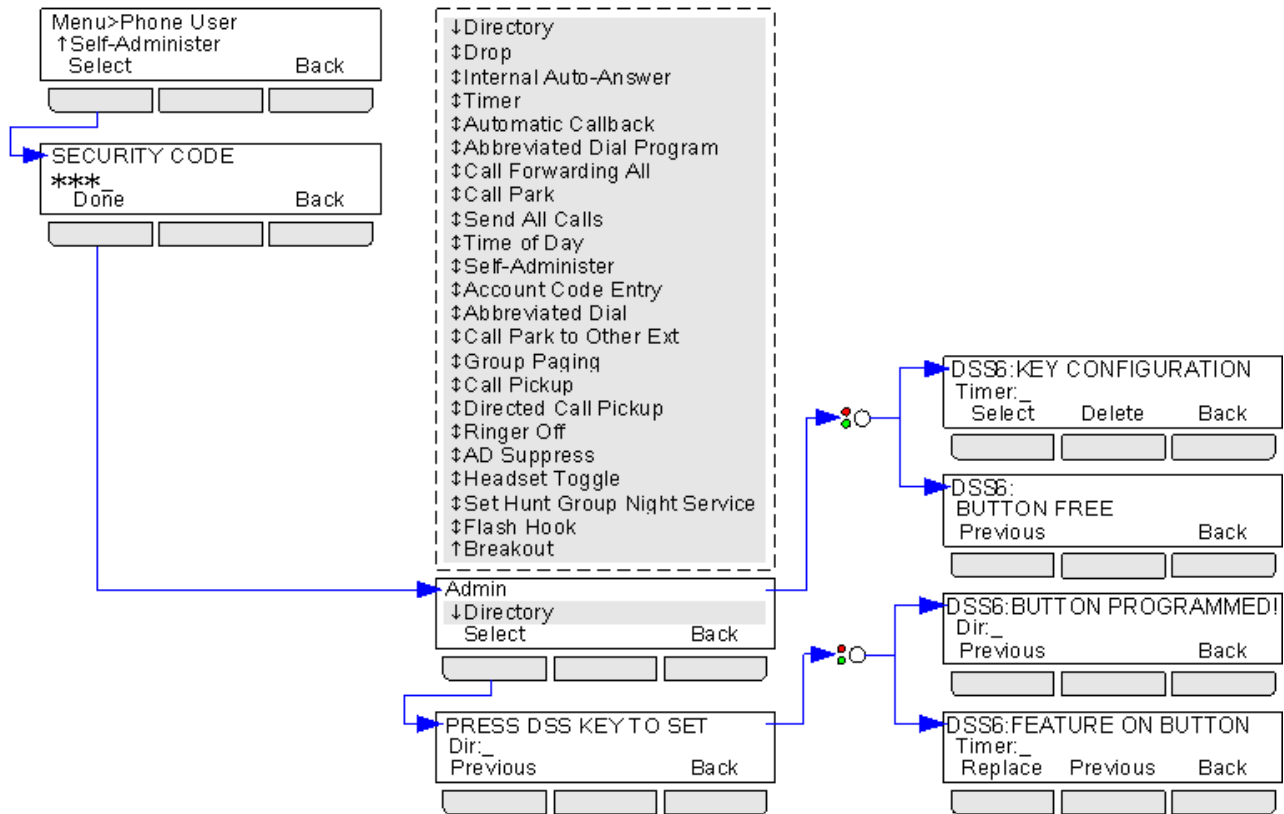 Menu>Phone User
↑Self-Administer
Select Back
SECURITY CODE
***_
Done Back
↓Directory
↕Drop
↕Internal Auto-Answer
↕Timer
↕Automatic Callback
↕Abbreviated Dial Program
↕Call Forwarding All
↕Call Park
↕Send All Calls
↕Time of Day
↕Self-Administer
↕Account Code Entry
↕Abbreviated Dial
↕Call Park to Other Ext
↕Group Paging
↕Call Pickup
↕Directed Call Pickup
↕Ringer Off
↕AD Suppress
↕Headset Toggle
↕Set Hunt Group Night Service
↕Flash Hook
↑Breakout
Admin
↓Directory
Select Back
PRESS DSS KEY TO SET
Dir:_
Previous Back
DSS6:KEY CONFIGURATION
Timer:_
Select Delete Back
DSS6:
BUTTON FREE
Previous Back
DSS6:BUTTON PROGRAMMED!
Dir:_
Previous Back
DSS6:FEATURE ON BUTTON
Timer:_
Replace Previous Back